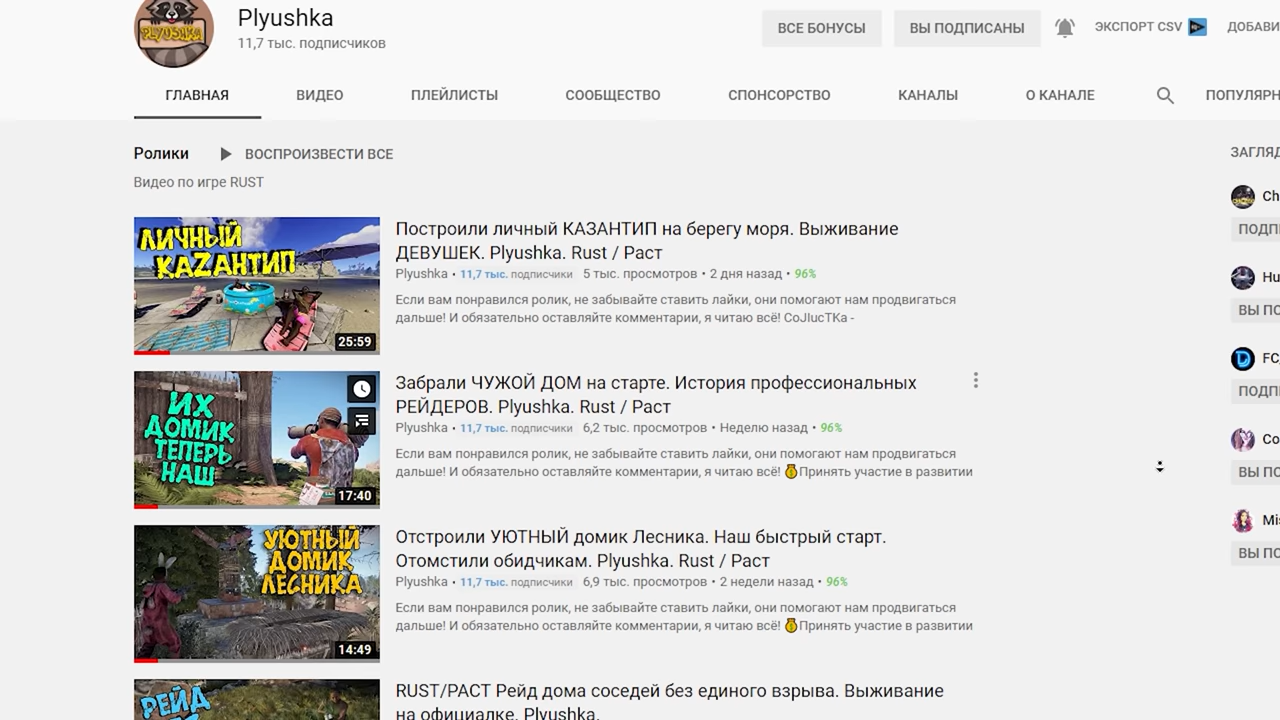 Plyushka
11,7 тыс. подписчиков
ВСЕ БОНУСЫ
ВЫ ПОДПИСАНЫ
ЭКСПОРТ CSV
ДОБАВИ
PLYUSHKA
ГЛАВНАЯ
ВИДЕО
ПЛЕЙЛИСТЫ
СООБЩЕСТВО
СПОНСОРСТВО
КАНАЛЫ
О КАНАЛЕ
ПОПУЛЯРН
Ролики
ВОСПРОИЗВЕСТИ ВСЕ
Видео по игре RUST
ЛИЧНЫЙ
КАZАНТИП
25:59
Построили личный КАЗАНТИП на берегу моря. Выживание
ДЕВУШЕК. Plyushka. Rust / Раст
Plyushka • 11,7 тыс. подписчики 5 тыс. просмотров • 2 дня назад • 96%
Если вам понравился ролик, не забывайте ставить лайки, они помогают нам продвигаться
дальше! И обязательно оставляйте комментарии, я читаю всё! CoJIucTKa -
ИХ
ДОМИК
ТЕПЕРЬ
НАШ
17:40
Забрали ЧУЖОЙ ДОМ на старте. История профессиональных
РЕЙДЕРОВ. Plyushka. Rust / Раст
Plyushka • 11,7 тыс. подписчики 6,2 тыс. просмотров • Неделю назад • 96%
Если вам понравился ролик, не забывайте ставить лайки, они помогают нам продвигаться
дальше! И обязательно оставляйте комментарии, я читаю всё! 💰Принять участие в развитии
УЮТНЫЙ
ДОМИК
ЛЕСНИКА
14:49
Отстроили УЮТНЫЙ домик Лесника. Наш быстрый старт.
Отомстили обидчикам. Plyushka. Rust / Раст
Plyushka • 11,7 тыс. подписчики 6,9 тыс. просмотров • 2 недели назад • 96%
Если вам понравился ролик, не забывайте ставить лайки, они помогают нам продвигаться
дальше! И обязательно оставляйте комментарии, я читаю всё! 💰Принять участие в развитии
РЕЙД
RUST/РАСТ Рейд дома соседей без единого взрыва. Выживание
на официалке. Plyushka.
ЗАГЛЯД
Ch
ПОДПИ
Hu
ВЫ ПО
FC
ПОДПИ
Co
ВЫ ПО
Mis
ВЫ ПО